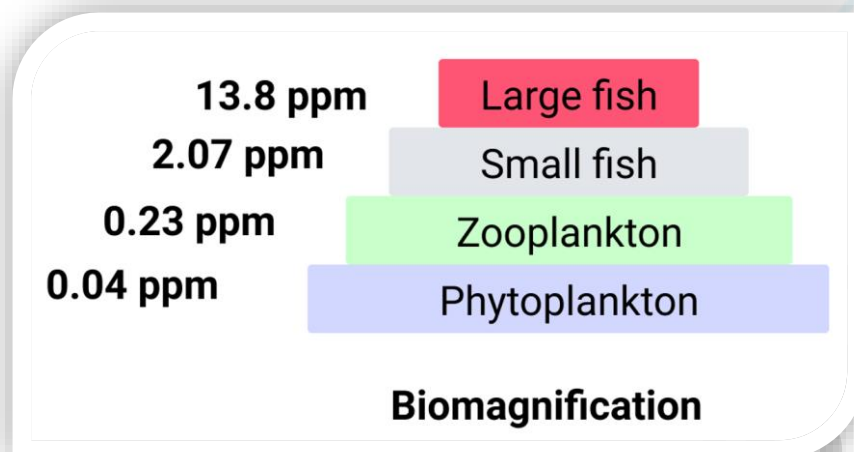 13.8 ppm Large fish
2.07 ppm Small fish
0.23 ppm Zooplankton
0.04 ppm Phytoplankton
Biomagnification